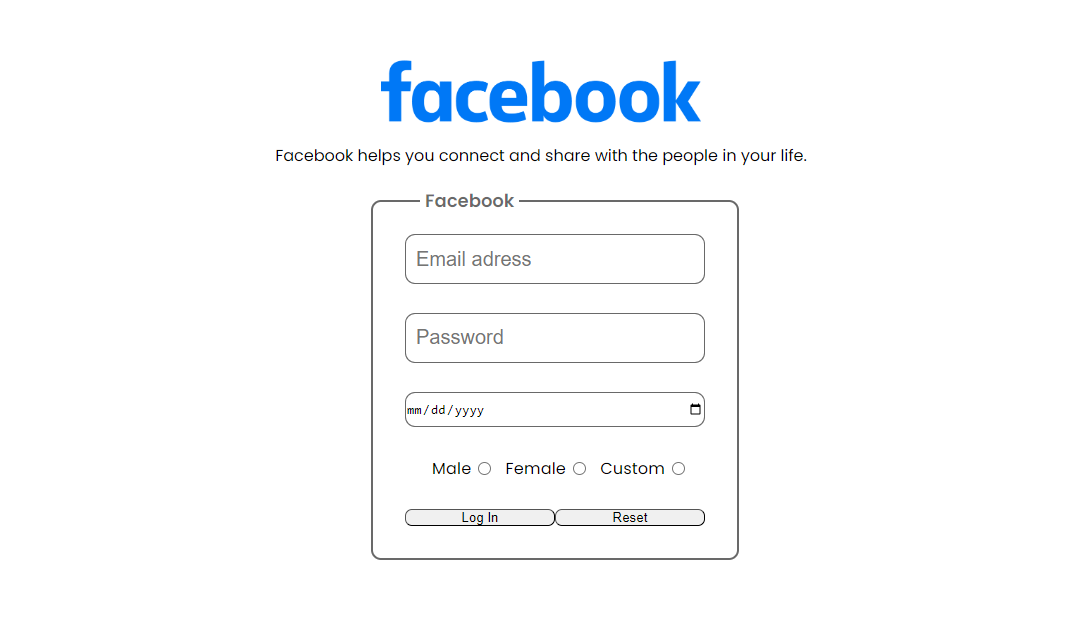 facebook
Facebook helps you connect and share with the people in your life.
Facebook
Email adress
Password
mm/dd/yyyy
Male Female Custom
Log In Reset